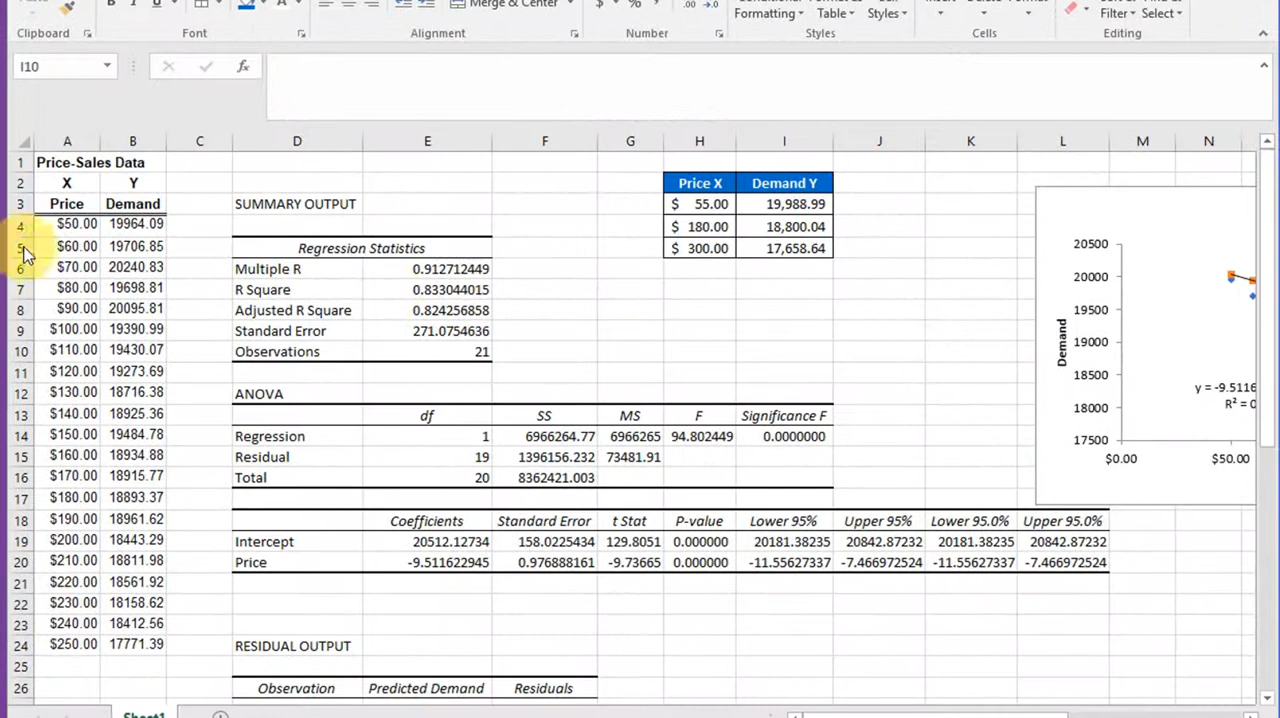 Merge & Center
$ % ,
Conditional Format as Cell
Formatting Table Styles
Insert Delete Format
Sort & Find &
Filter Select
Clipboard Font Alignment Number Styles Cells Editing
I10 fx
A B C D E F G H I J K L M N
1 Price-Sales Data
2 X Y Price X Demand Y
3 Price Demand SUMMARY OUTPUT $ 55.00 19,988.99
4 $50.00 19964.09 $ 180.00 18,800.04
5 $60.00 19706.85 Regression Statistics $ 300.00 17,658.64
6 $70.00 20240.83 Multiple R 0.912712449
7 $80.00 19698.81 R Square 0.833044015
8 $90.00 20095.81 Adjusted R Square 0.824256858
9 $100.00 19390.99 Standard Error 271.0754636
10 $110.00 19430.07 Observations 21
11 $120.00 19273.69
12 $130.00 18716.38 ANOVA
13 $140.00 18925.36 df SS MS F Significance F
14 $150.00 19484.78 Regression 1 6966264.77 6966265 94.802449 0.0000000
15 $160.00 18934.88 Residual 19 1396156.232 73481.91
16 $170.00 18915.77 Total 20 8362421.003
17 $180.00 18893.37
18 $190.00 18961.62 Coefficients Standard Error t Stat P-value Lower 95% Upper 95% Lower 95.0% Upper 95.0%
19 $200.00 18443.29 Intercept 20512.12734 158.0225434 129.8051 0.000000 20181.38235 20842.87232 20181.38235 20842.87232
20 $210.00 18811.98 Price -9.511622945 0.976888161 -9.73665 0.000000 -11.55627337 -7.466972524 -11.55627337 -7.466972524
21 $220.00 18561.92
22 $230.00 18158.62
23 $240.00 18412.56
24 $250.00 17771.39 RESIDUAL OUTPUT
25
26 Observation Predicted Demand Residuals
20500
20000
19500
19000
18500
18000
17500
Demand
y = -9.5116
R² = 0
$0.00 $50.00
Sheet1